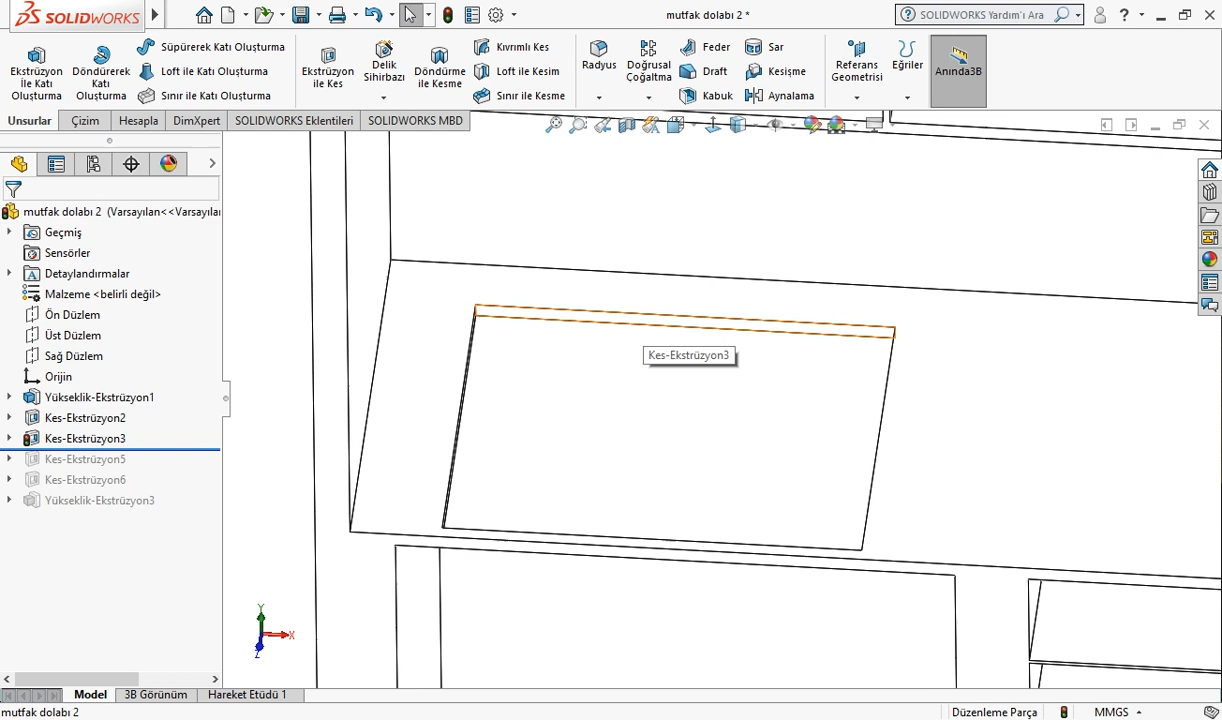 SOLIDWORKS
mutfak dolabı 2 *
SOLIDWORKS Yardım'ı Ara
Ekstrüzyon
ile Katı
Oluşturma
Döndürerek
Katı
Oluşturma
Süpürerek Katı Oluşturma
Loft ile Katı Oluşturma
Sınır ile Katı Oluşturma
Ekstrüzyon
ile Kes
Delik
Sihirbazı
Döndürme
ile Kesme
Kıvrımlı Kes
Loft ile Kesim
Sınır ile Kesme
Radyus
Doğrusal
Çoğaltma
Feder
Draft
Kabuk
Sar
Kesişme
Aynalama
Referans
Geometrisi
Eğriler
Anında3B
Unsurlar
Çizim
Hesapla
DimXpert
SOLIDWORKS Eklentileri
SOLIDWORKS MBD
mutfak dolabı 2 (Varsayılan<<Varsayılan
Geçmiş
Sensörler
Detaylandırmalar
Malzeme <belirli değil>
Ön Düzlem
Üst Düzlem
Sağ Düzlem
Orijin
Yükseklik-Ekstrüzyon1
Kes-Ekstrüzyon2
Kes-Ekstrüzyon3
Kes-Ekstrüzyon5
Kes-Ekstrüzyon6
Yükseklik-Ekstrüzyon3
Kes-Ekstrüzyon3
Y
X
Z
Model
3B Görünüm
Hareket Etüdü 1
mutfak dolabı 2
Düzenleme Parça
MMGS